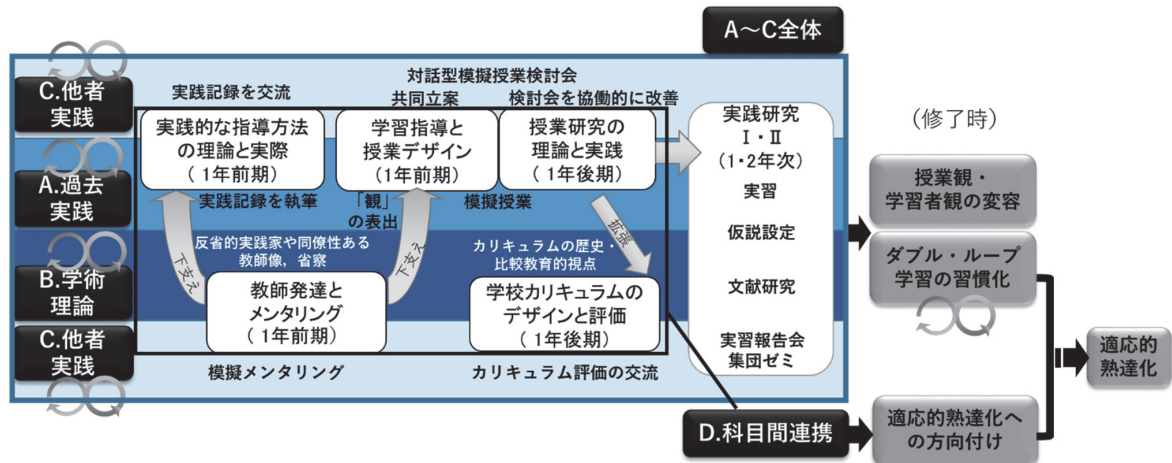 A～C全体
C.他者
実践
A.過去
実践
B.学術
理論
C.他者
実践
対話型模擬授業検討会
実践記録を交流
共同立案
検討会を協働的に改善
実践的な指導方法
の理論と実際
(1年前期)
学習指導と
授業デザイン
(1年前期)
授業研究の
理論と実践
(1年後期)
実践記録を執筆
「観」
の表出
模擬授業
反省的実践家や同僚性ある
教師像，省察
下支え
下支え
カリキュラムの歴史・
比較教育的視点
拡張
教師発達と
メンタリング
(1年前期)
学校カリキュラムの
デザインと評価
(1年後期)
模擬メンタリング
カリキュラム評価の交流
実践研究
Ⅰ・Ⅱ
(1・2年次)
実習
仮説設定
文献研究
実習報告会
集団ゼミ
(修了時)
授業観・
学習者観の変容
ダブル・ループ
学習の習慣化
D.科目間連携
適応的熟達化へ
の方向付け
適応的
熟達化